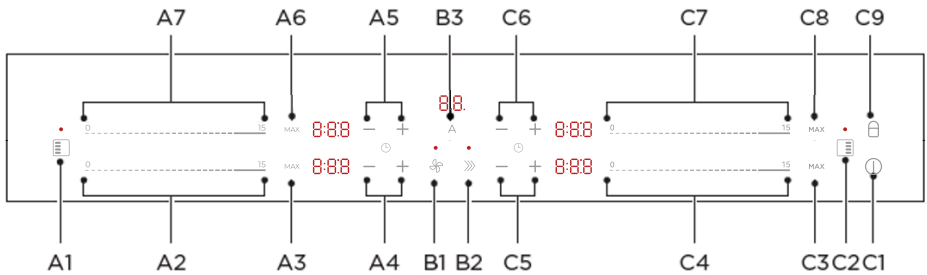 A7 A6 A5 B3 C6 C7 C8 C9
88.
0 15 MAX 8:8.8 − + A − + 8:8.8 0 15 MAX
0 15 MAX 8:8.8 − + − + 8:8.8 0 15 MAX
A1 A2 A3 A4 B1 B2 C5 C4 C3 C2 C1